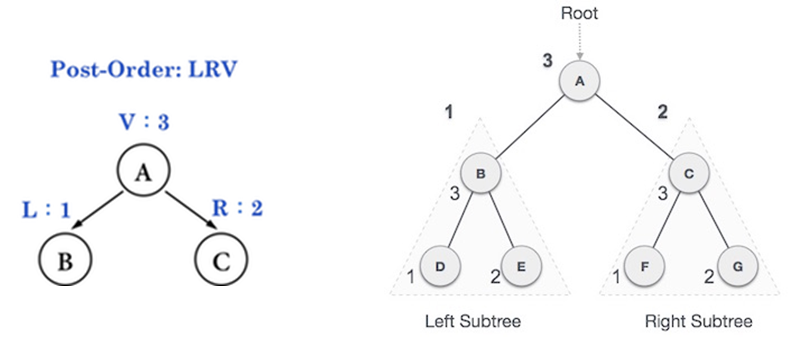 Post-Order: LRV
V : 3
A
L : 1
R : 2
B
C
Root
3
A
1
2
B
C
3
3
D
E
F
G
1
2
1
2
Left Subtree
Right Subtree